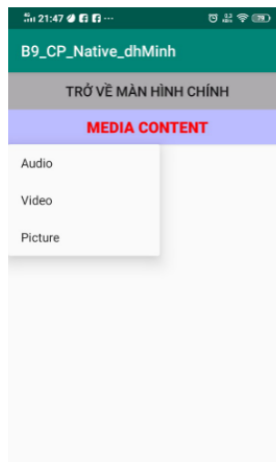 21:47
B9_CP_Native_dhMinh
TRỞ VỀ MÀN HÌNH CHÍNH
MEDIA CONTENT
Audio
Video
Picture